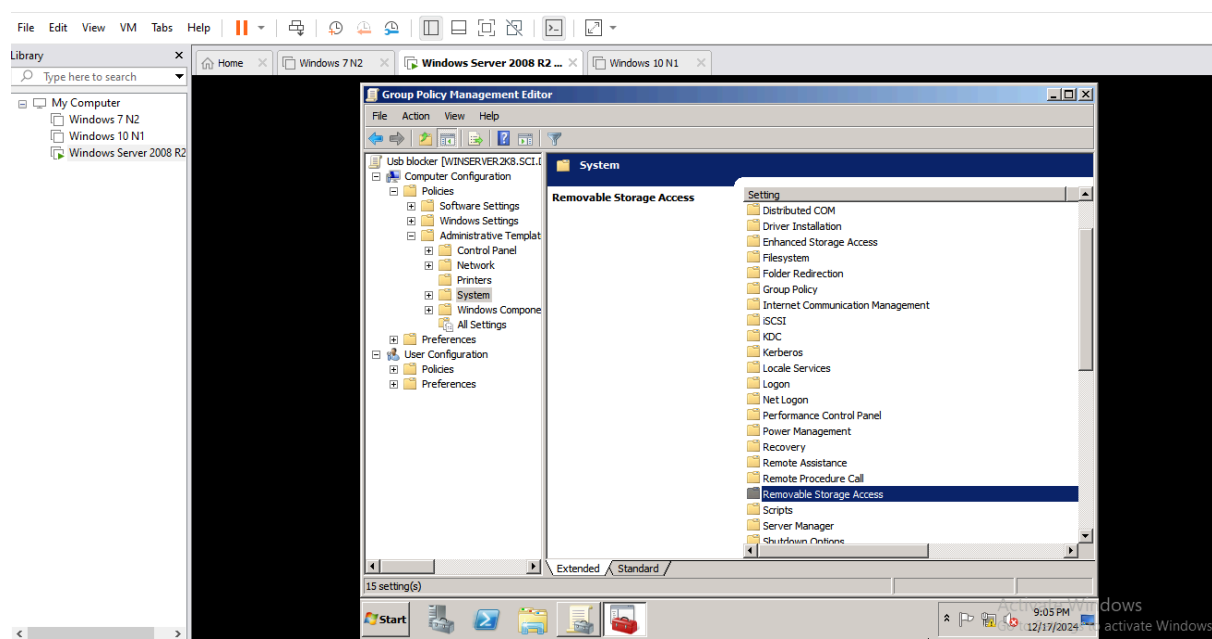 File Edit View VM Tabs Help
Library
Type here to search
My Computer
Windows 7 N2
Windows 10 N1
Windows Server 2008 R2
Home
Windows 7 N2
Windows Server 2008 R2 ...
Windows 10 N1
Group Policy Management Editor
File Action View Help
Usb blocker [WINSERVER2K8.SCI.
Computer Configuration
Policies
Software Settings
Windows Settings
Administrative Templat
Control Panel
Network
Printers
System
Windows Compone
All Settings
Preferences
User Configuration
Policies
Preferences
System
Removable Storage Access
Setting
Distributed COM
Driver Installation
Enhanced Storage Access
Filesystem
Folder Redirection
Group Policy
Internet Communication Management
iSCSI
KDC
Kerberos
Locale Services
Logon
Net Logon
Performance Control Panel
Power Management
Recovery
Remote Assistance
Remote Procedure Call
Removable Storage Access
Scripts
Server Manager
Shutdown Options
Extended Standard
15 setting(s)
Start
9:05 PM
12/17/2024
Windows
activate Windows